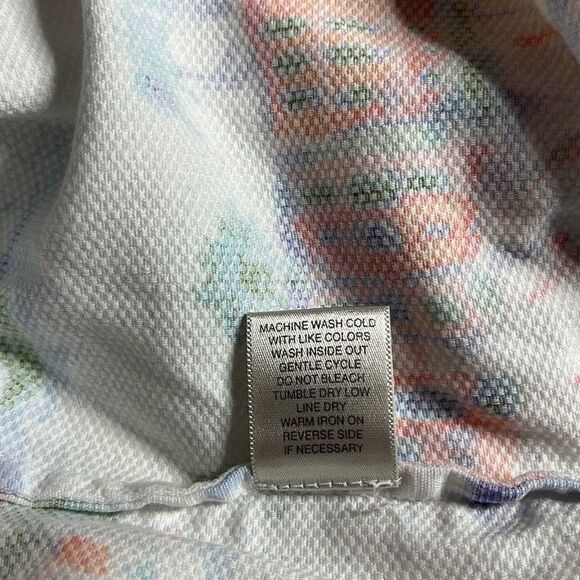 MACHINE WASH COLD
WITH LIKE COLORS
WASH INSIDE OUT
GENTLE CYCLE
DO NOT BLEACH
TUMBLE DRY LOW
LINE DRY
WARM IRON ON
REVERSE SIDE
IF NECESSARY